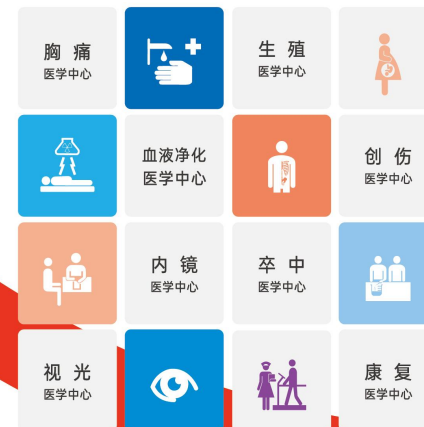 胸痛
医学中心
生殖
医学中心
血液净化
医学中心
创伤
医学中心
内镜
医学中心
卒中
医学中心
视光
医学中心
康复
医学中心